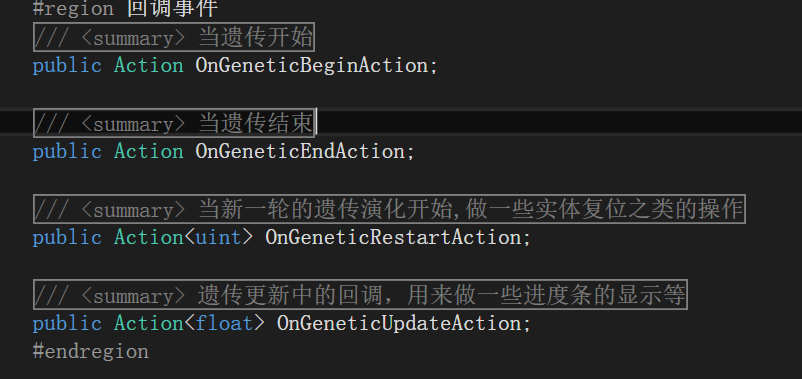 #region 回调事件
/// <summary> 当遗传开始
public Action OnGeneticBeginAction;
/// <summary> 当遗传结束
public Action OnGeneticEndAction;
/// <summary> 当新一轮的遗传演化开始,做一些实体复位之类的操作
public Action<uint> OnGeneticRestartAction;
/// <summary> 遗传更新中的回调，用来做一些进度条的显示等
public Action<float> OnGeneticUpdateAction;
#endregion